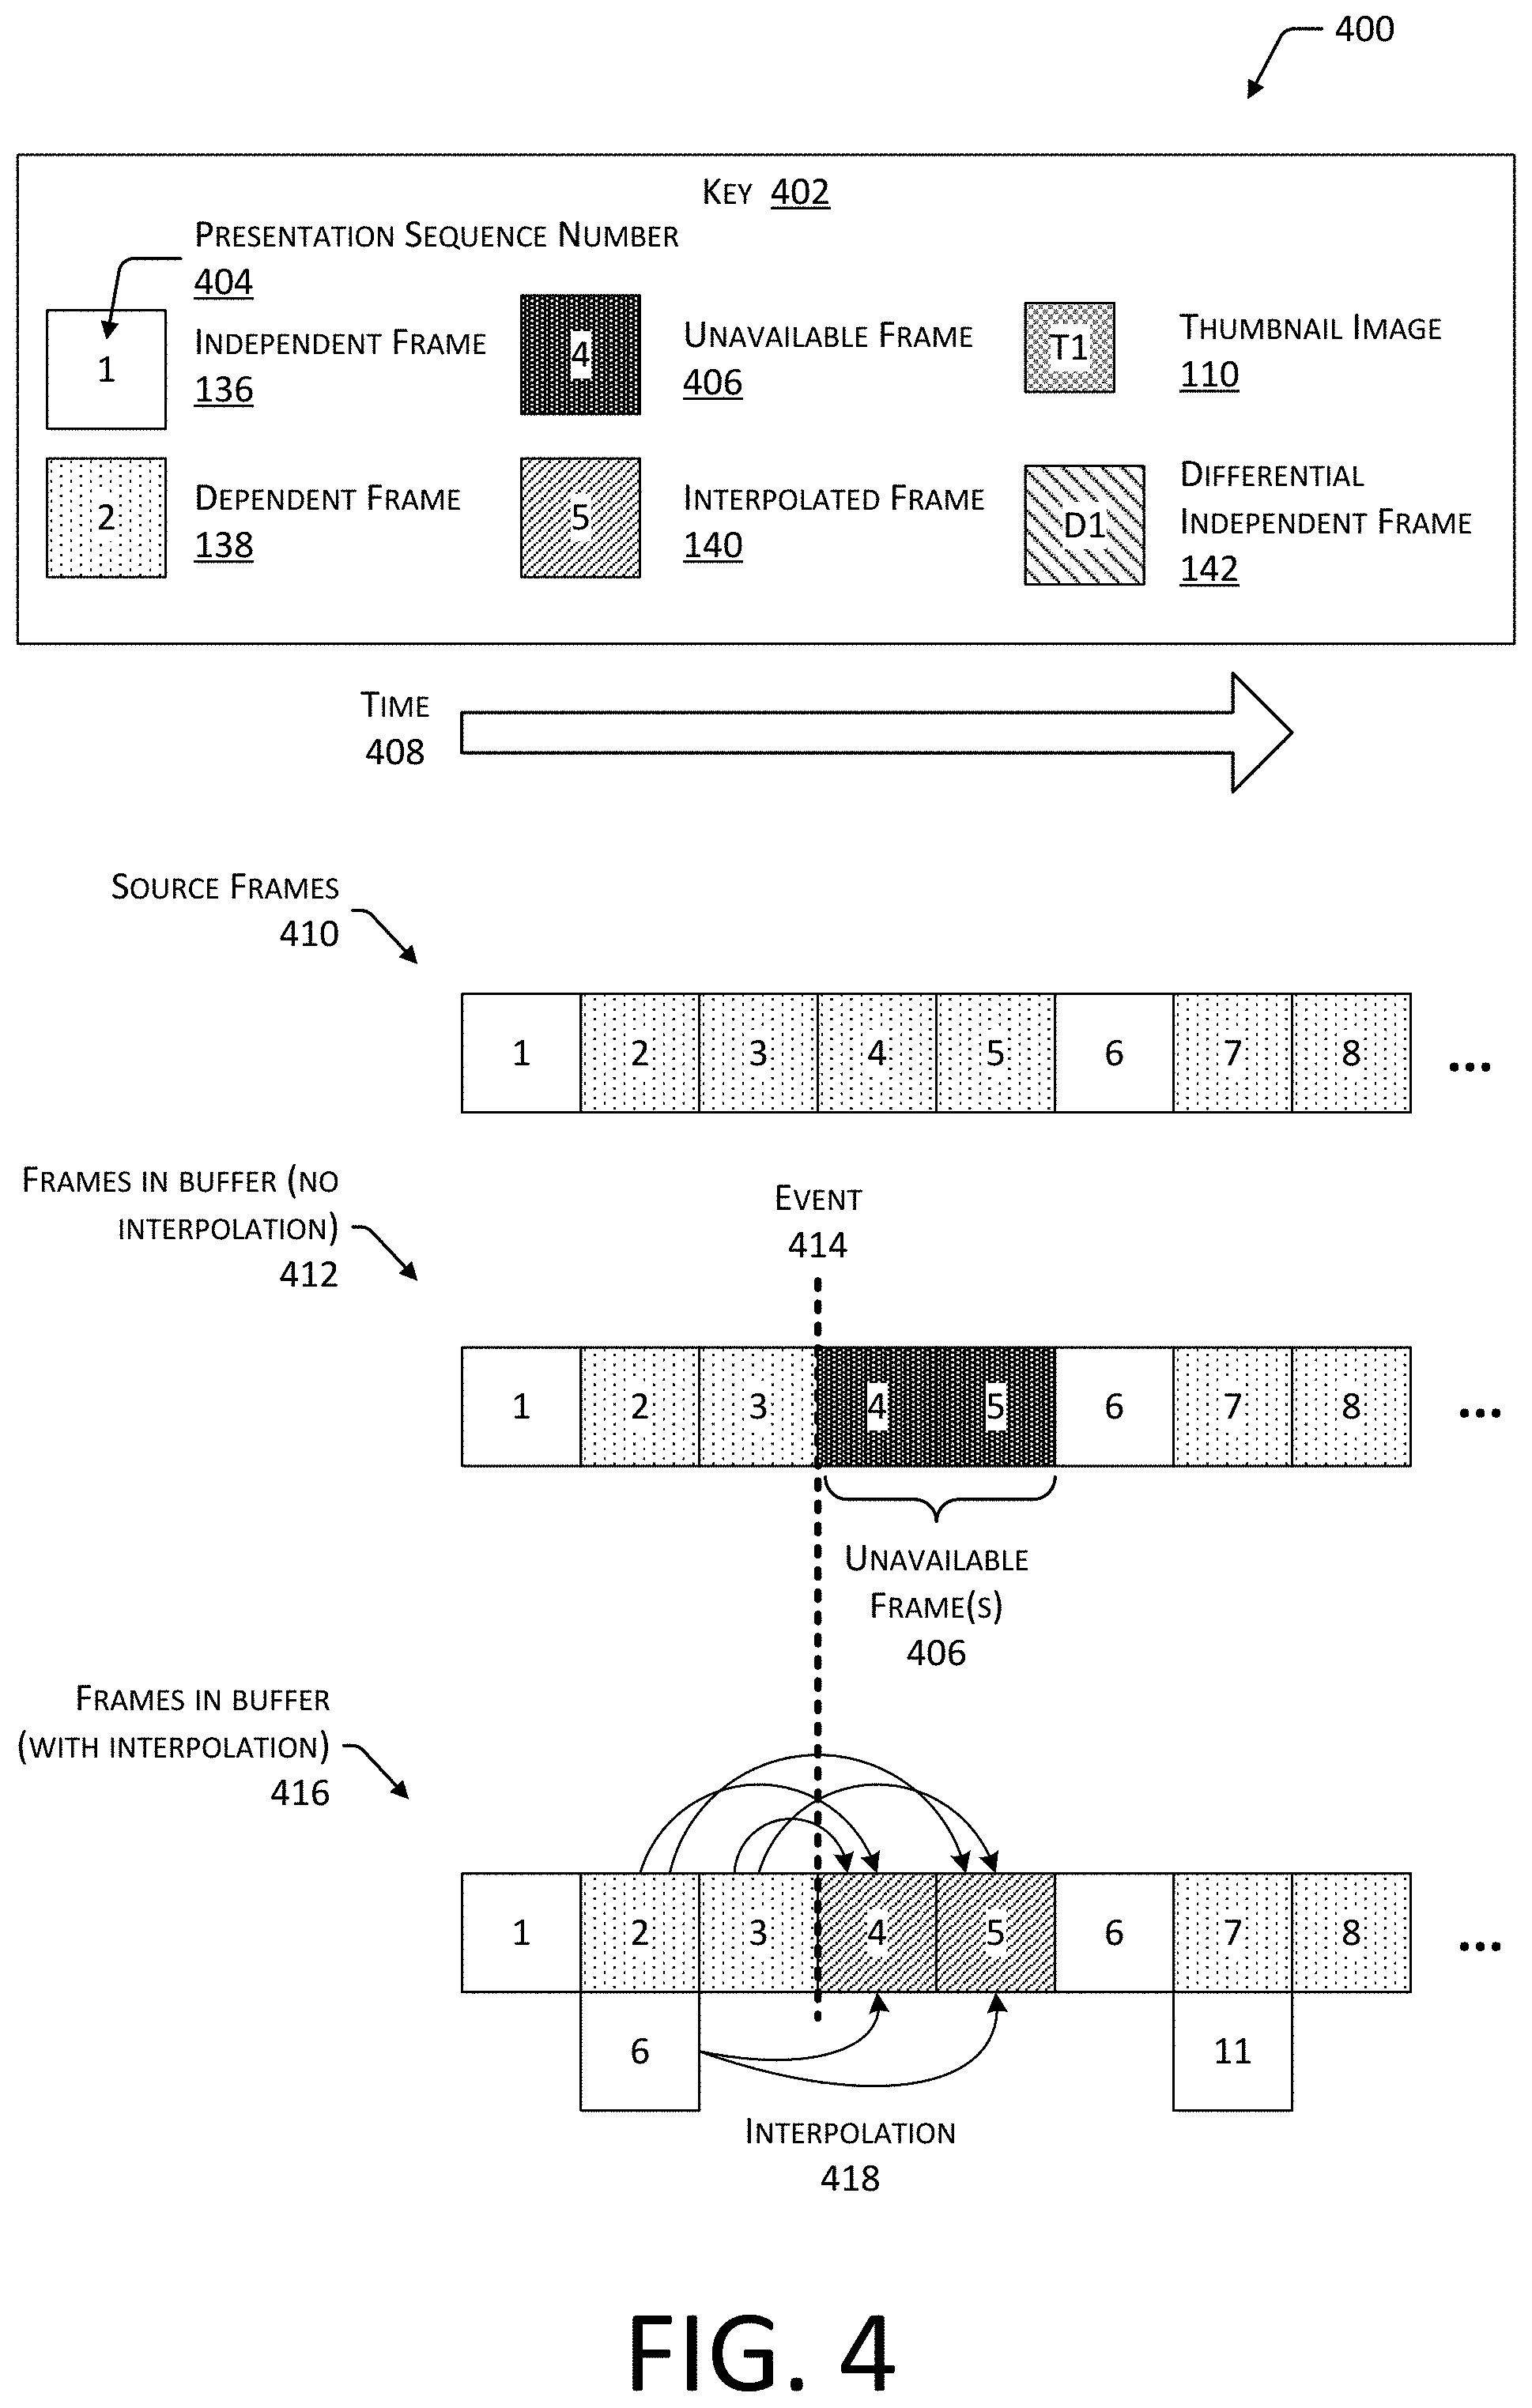 400
KEY 402
PRESENTATION SEQUENCE NUMBER
404
1
INDEPENDENT FRAME
136
4
UNAVAILABLE FRAME
406
T1
THUMBNAIL IMAGE
110
2
DEPENDENT FRAME
138
5
INTERPOLATED FRAME
140
D1
DIFFERENTIAL
INDEPENDENT FRAME
142
TIME
408
SOURCE FRAMES
410
1 2 3 4 5 6 7 8 ...
FRAMES IN BUFFER (NO
INTERPOLATION)
412
EVENT
414
1 2 3 4 5 6 7 8 ...
UNAVAILABLE
FRAME(S)
406
FRAMES IN BUFFER
(WITH INTERPOLATION)
416
1 2 3 4 5 6 7 8 ...
6 11
INTERPOLATION
418
FIG. 4